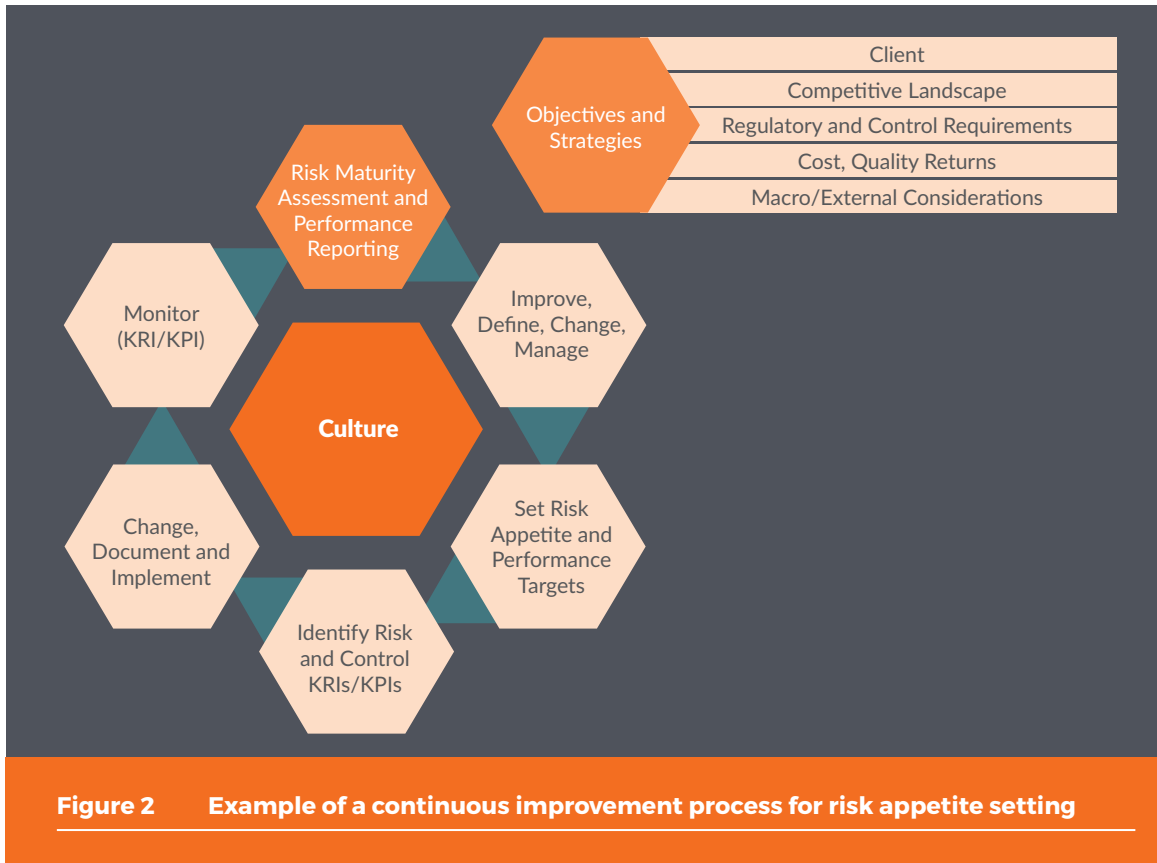 Client
Competitive Landscape
Objectives and
Strategies
Regulatory and Control Requirements
Cost, Quality Returns
Macro/External Considerations
Risk Maturity
Assessment and
Performance
Reporting
Improve,
Define, Change,
Manage
Set Risk
Appetite and
Performance
Targets
Identify Risk
and Control
KRIs/KPIs
Change,
Document and
Implement
Monitor
(KRI/KPI)
Culture
Figure 2 Example of a continuous improvement process for risk appetite setting